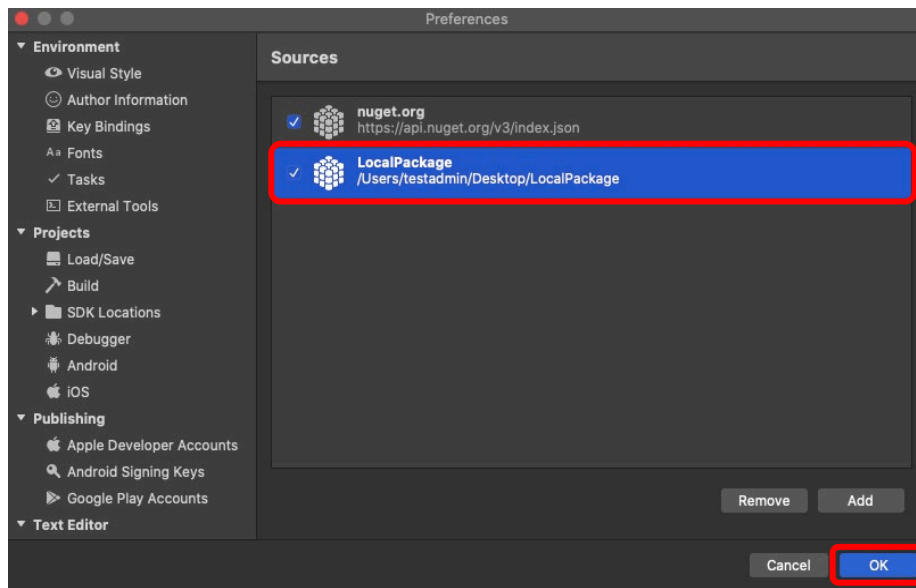 Preferences
Environment
Visual Style
Author Information
Key Bindings
Aa Fonts
Tasks
External Tools
Projects
Load/Save
Build
SDK Locations
Debugger
Android
iOS
Publishing
Apple Developer Accounts
Android Signing Keys
Google Play Accounts
Text Editor
Sources
nuget.org
https://api.nuget.org/v3/index.json
LocalPackage
/Users/testadmin/Desktop/LocalPackage
Remove
Add
Cancel
OK